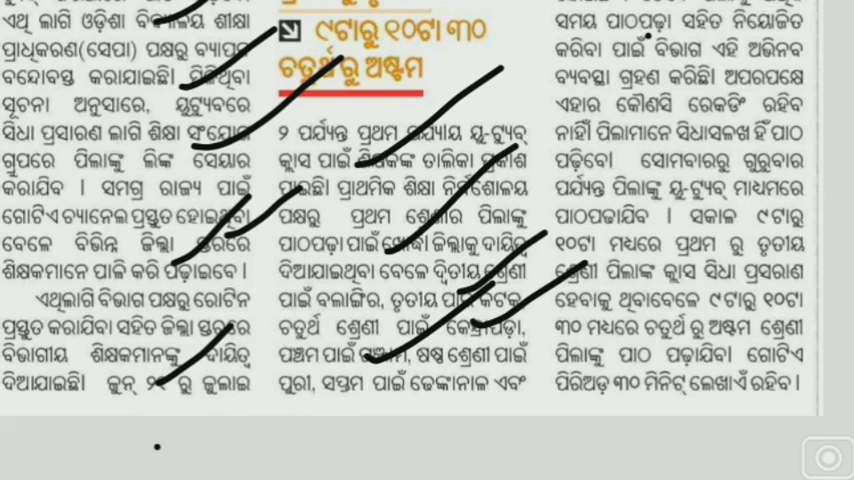 ଏଥି ଲାଗି ଓଡ଼ିଶା ବିଦ୍ୟାଳୟ ଶୀକ୍ଷା
ପ୍ରାଧିକରଣ(ସେପା) ପକ୍ଷରୁ ବ୍ୟାପକ
ବନ୍ଦୋବସ୍ତ କରାଯାଇଛି। ମିଳିଥିବା
ସୂଚନା ଅନୁସାରେ, ୟୁଟ୍ୟୁବରେ
ସିଧା ପ୍ରସାରଣ ଲାଗି ଶିକ୍ଷା ସଂଯୋଗ
ଗ୍ରୁପରେ ପିଲାଙ୍କୁ ଲିଙ୍କ ସେୟାର
କରାଯିବ । ସମଗ୍ର ରାଜ୍ୟ ପାଇଁ
ଗୋଟିଏ ଚ୍ୟାନେଲ ପ୍ରସ୍ତୁତ ହୋଇଥିବା
ବେଳେ ବିଭିନ୍ନ ଜିଲ୍ଲା ସ୍ତରରେ
ଶିକ୍ଷକମାନେ ପାଳି କରି ପଢ଼ାଇବେ।
ଏଥିଲାଗି ବିଭାଗ ପକ୍ଷରୁ ରୋଟିନ
ପ୍ରସ୍ତୁତ କରାଯିବା ସହିତ ଜିଲ୍ଲା ସ୍ତରରେ
ବିଭାଗୀୟ ଶିକ୍ଷକମାନଙ୍କୁ ଦାୟିତ୍ୱ
ଦିଆଯାଇଛି। ଜୁନ୍ ୨୧ ରୁ ଜୁଲାଇ
୯ଟାରୁ ୧୦ଟା ୩୦
ଚତୁର୍ଥ ରୁ ଅଷ୍ଟମ
୨ ପର୍ଯ୍ୟନ୍ତ ପ୍ରଥମ ପର୍ଯ୍ୟାୟ ୟୁ-ଟ୍ୟୁବ୍
କ୍ଲାସ ପାଇଁ ଶିକ୍ଷକଙ୍କ ତାଲିକା ପ୍ରକାଶ
ପାଇଛି। ପ୍ରାଥମିକ ଶିକ୍ଷା ନିର୍ଦ୍ଦେଶାଳୟ
ପକ୍ଷରୁ ପ୍ରଥମ ଶ୍ରେଣୀର ପିଲାଙ୍କୁ
ପାଠପଢ଼ା ପାଇଁ ଖୋର୍ଦ୍ଧା ଜିଲ୍ଲାକୁ ଦାୟିତ୍ୱ
ଦିଆଯାଇଥିବା ବେଳେ ଦ୍ୱିତୀୟ ଶ୍ରେଣୀ
ପାଇଁ ବଲାଙ୍ଗିର, ତୃତୀୟ ପାଇଁ କଟକ,
ଚତୁର୍ଥ ଶ୍ରେଣୀ ପାଇଁ କେନ୍ଦ୍ରାପଡ଼ା,
ପଞ୍ଚମ ପାଇଁ ଗଞ୍ଜାମ, ଷଷ୍ଠ ଶ୍ରେଣୀ ପାଇଁ
ପୁରୀ, ସପ୍ତମ ପାଇଁ ଢେଙ୍କାନାଳ ଏବଂ
ସମୟ ପାଠପଢ଼ା ସହିତ ନିୟୋଜିତ
କରିବା ପାଇଁ ବିଭାଗ ଏହି ଅଭିନବ
ବ୍ୟବସ୍ଥା ଗ୍ରହଣ କରିଛି। ଅପରପକ୍ଷେ
ଏହାର କୌଣସି ରେକଡିଂ ରହିବ
ନାହିଁ। ପିଲାମାନେ ସିଧାସଳଖ ହିଁ ପାଠ
ପଢ଼ିବେ। ସୋମବାରରୁ ଗୁରୁବାର
ପର୍ଯ୍ୟନ୍ତ ପିଲାଙ୍କୁ ୟୁ-ଟ୍ୟୁବ୍ ମାଧ୍ୟମରେ
ପାଠପଢାଯିବ । ସକାଳ ୯ଟାରୁ
୧୦ଟା ମଧ୍ୟରେ ପ୍ରଥମ ରୁ ତୃତୀୟ
ଶ୍ରେଣୀ ପିଲାଙ୍କ କ୍ଲାସ ସିଧା ପ୍ରସରାଣ
ହେବାକୁ ଥିବାବେଳେ ୯ଟାରୁ ୧୦ଟା
୩୦ ମଧ୍ୟରେ ଚତୁର୍ଥ ରୁ ଅଷ୍ଟମ ଶ୍ରେଣୀ
ପିଲାଙ୍କୁ ପାଠ ପଢ଼ାଯିବ। ଗୋଟିଏ
ପିରିଅଡ଼ ୩୦ ମିନିଟ୍ ଲେଖାଏଁ ରହିବ।